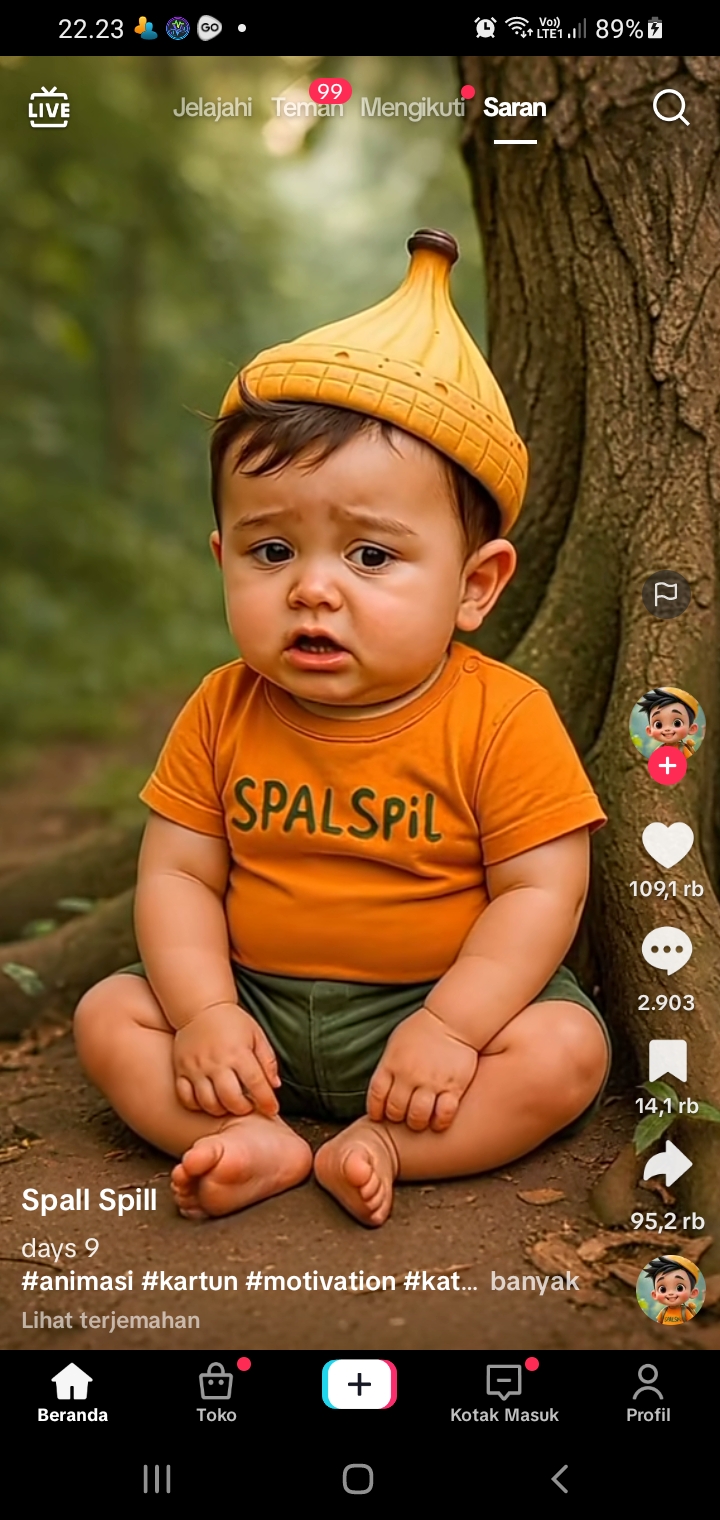 22.23 GO Vo)) LTE1 89%
LIVE Jelajahi Teman 99 Mengikuti Saran
SPALSPiL
109,1 rb
2.903
14,1 rb
95,2 rb
Spall Spill
days 9
#animasi #kartun #motivation #kat... banyak
Lihat terjemahan
Beranda Toko Kotak Masuk Profil